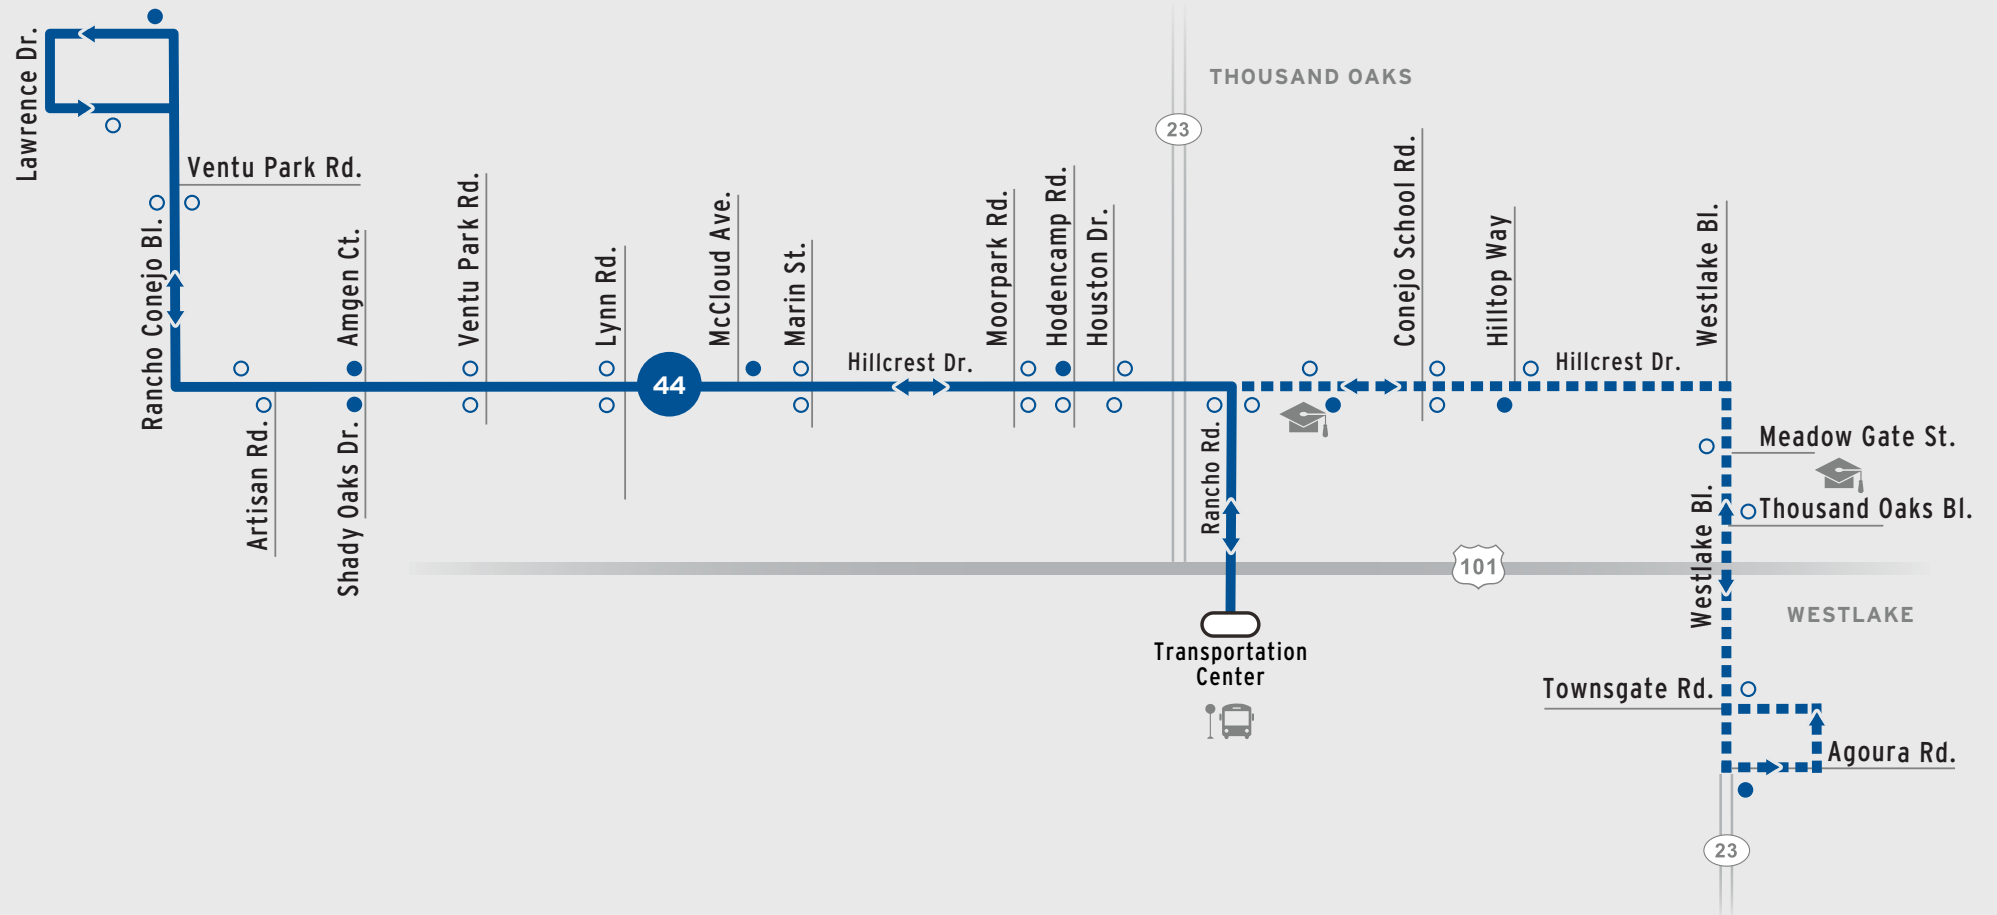 Lawrence Dr.
THOUSAND OAKS
23
Ventu Park Rd.
Rancho Conejo Bl.
Amgen Ct.
Ventu Park Rd.
Lynn Rd.
McCloud Ave.
Marin St.
Moorpark Rd.
Hodencamp Rd.
Houston Dr.
Conejo School Rd.
Hilltop Way
Westlake Bl.
Hillcrest Dr.
Hillcrest Dr.
44
Artisan Rd.
Shady Oaks Dr.
Rancho Rd.
Meadow Gate St.
Thousand Oaks Bl.
Westlake Bl.
101
WESTLAKE
Transportation
Center
Townsgate Rd.
Agoura Rd.
23